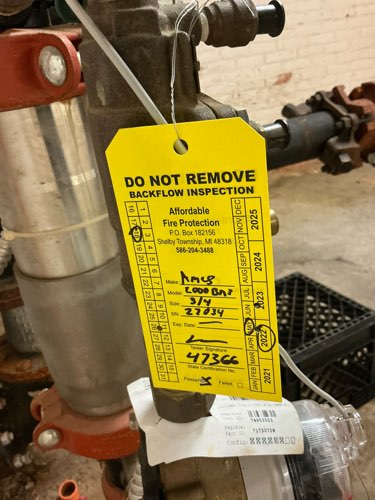 DO NOT REMOVE
BACKFLOW INSPECTION
Affordable
Fire Protection
P.O. Box 182156
Shelby Township, MI 48318
586-204-3488
Make: Ames
Model: 2000 B
Size: 3/4
SN: 27034
Exp. Date: —
Tester Signature
47366
State Certification No.
Passed Failed
1 2 3 4 5 6 7 8 9 10 11 12 13 14 15
16 17 18 19 20 21 22 23 24 25 26 27 28 29 30 31
JAN FEB MAR APR MAY JUN JUL AUG SEP OCT NOV DEC
2021 2022 2023 2024 2025
Register
Part ID:
Config: